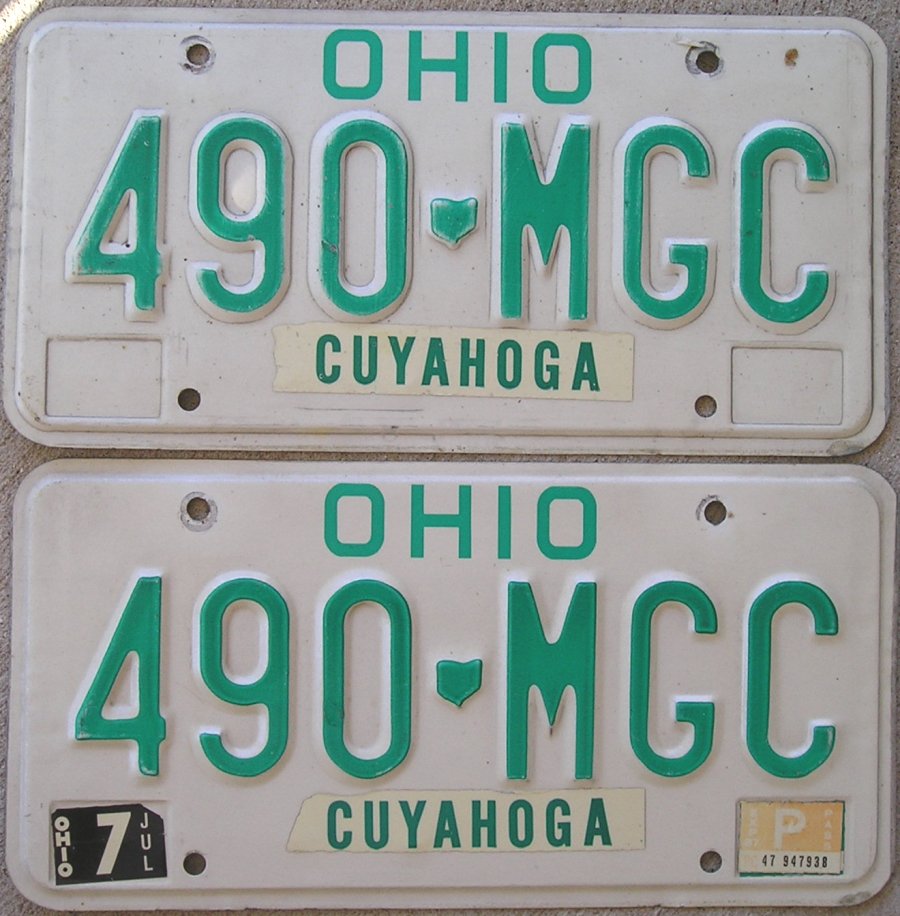 OHIO
490 MGC
CUYAHOGA
OHIO
490 MGC
CUYAHOGA
OHIO 7 JUL
P
47 947938